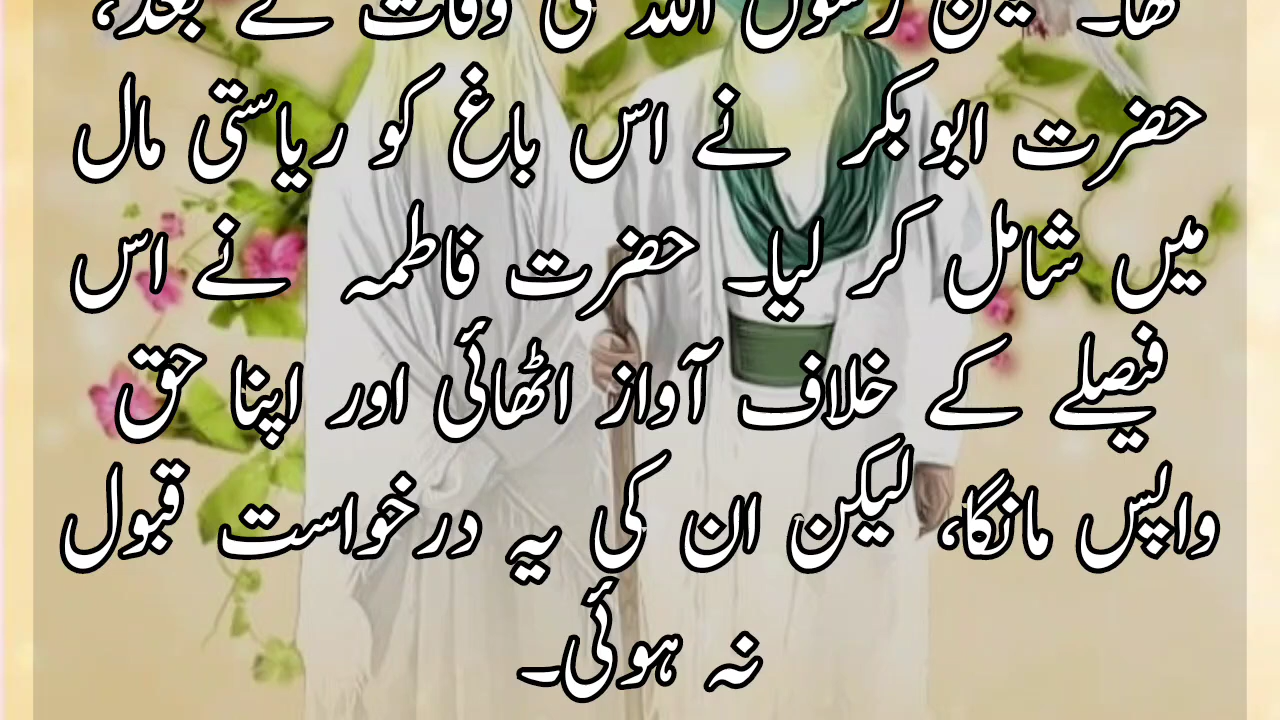 تھا۔ لیکن رسول اللہ کی وفات کے بعد،
حضرت ابوبکر نے اس باغ کو ریاستی مال
میں شامل کر لیا۔ حضرت فاطمہ نے اس
فیصلے کے خلاف آواز اٹھائی اور اپنا حق
واپس مانگا، لیکن ان کی یہ درخواست قبول
نہ ہوئی۔